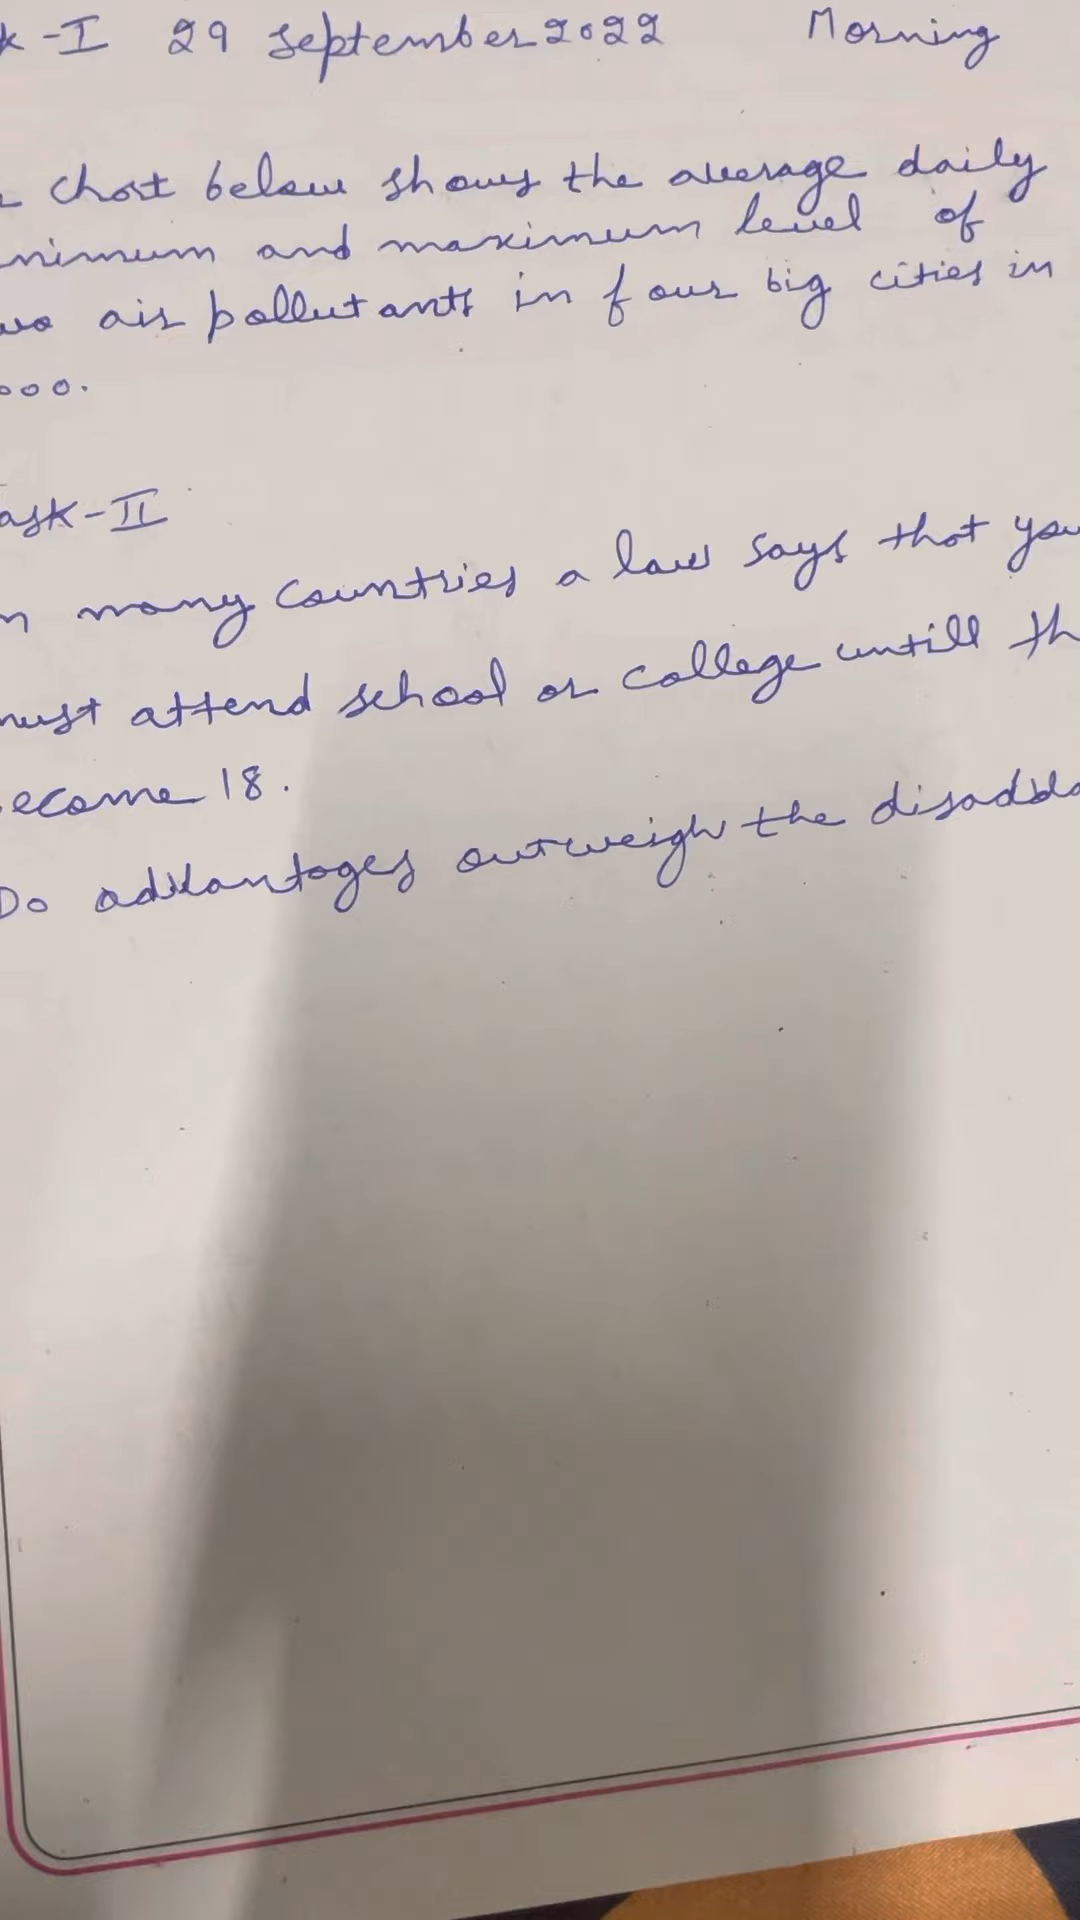 k-I 29 September 2022 Morning
chart below shows the average daily
nimum and maximum level of
wo air pollutants in four big cities in
000.
ask-II
n many countries a law says that you
must attend school or college untill th
ecome 18.
Do advantages outweigh the disadva